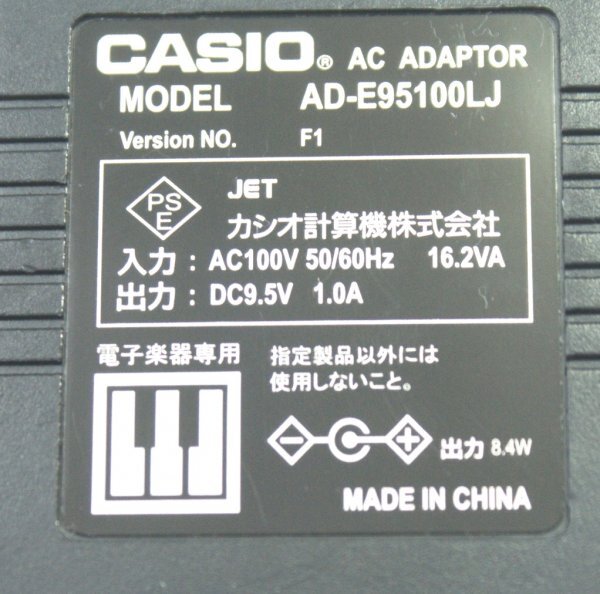 CASIO® AC ADAPTOR
MODEL AD-E95100LJ
Version NO. F1
PSE JET
カシオ計算機株式会社
入力 : AC100V 50/60Hz 16.2VA
出力 : DC9.5V 1.0A
電子楽器専用
指定製品以外には
使用しないこと。
出力 8.4W
MADE IN CHINA